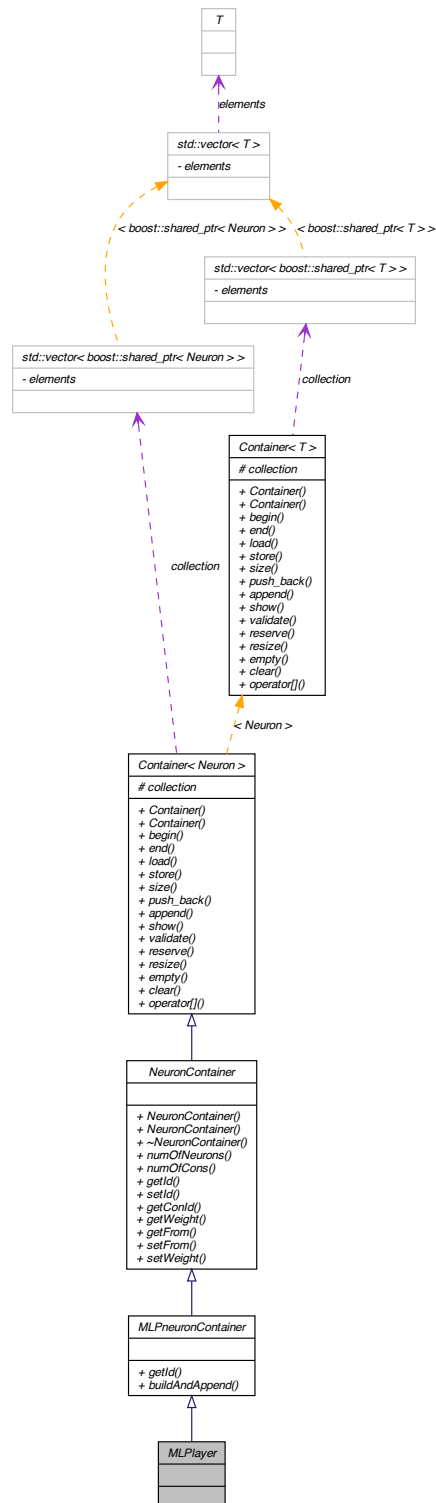 T
elements
std::vector< T >
- elements
< boost::shared_ptr< Neuron > >
< boost::shared_ptr< T > >
std::vector< boost::shared_ptr< T > >
- elements
std::vector< boost::shared_ptr< Neuron > >
- elements
collection
Container< T >
# collection
+ Container()
+ Container()
+ begin()
+ end()
+ load()
+ store()
+ size()
+ push_back()
+ append()
+ show()
+ validate()
+ reserve()
+ resize()
+ empty()
+ clear()
+ operator[]()
collection
< Neuron >
Container< Neuron >
# collection
+ Container()
+ Container()
+ begin()
+ end()
+ load()
+ store()
+ size()
+ push_back()
+ append()
+ show()
+ validate()
+ reserve()
+ resize()
+ empty()
+ clear()
+ operator[]()
NeuronContainer
+ NeuronContainer()
+ NeuronContainer()
+ ~NeuronContainer()
+ numOfNeurons()
+ numOfCons()
+ getId()
+ setId()
+ getConId()
+ getWeight()
+ getFrom()
+ setFrom()
+ setWeight()
MLPneuronContainer
+ getId()
+ buildAndAppend()
MLPlayer